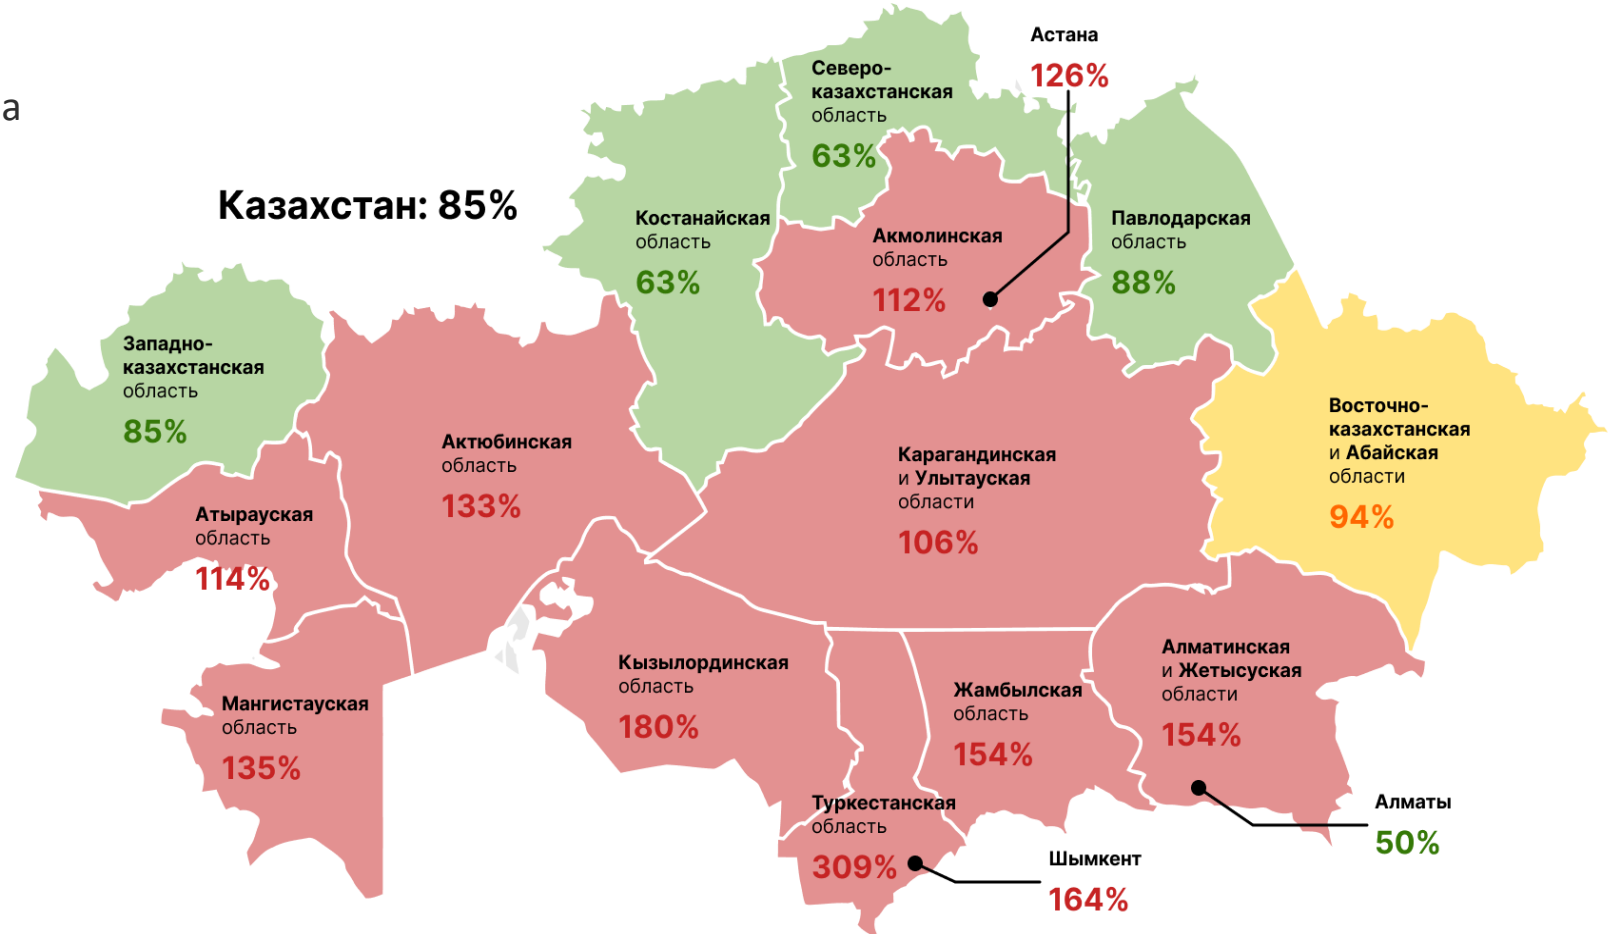 а
Казахстан: 85%
Астана
126%
Северо-
казахстанская
область
63%
Костанайская
область
63%
Акмолинская
область
112%
Павлодарская
область
88%
Западно-
казахстанская
область
85%
Актюбинская
область
133%
Карагандинская
и Улытауская
области
106%
Восточно-
казахстанская
и Абайская
области
94%
Атырауская
область
114%
Мангистауская
область
135%
Кызылординская
область
180%
Жамбылская
область
154%
Алматинская
и Жетысуская
области
154%
Туркестанская
область
309%
Алматы
50%
Шымкент
164%